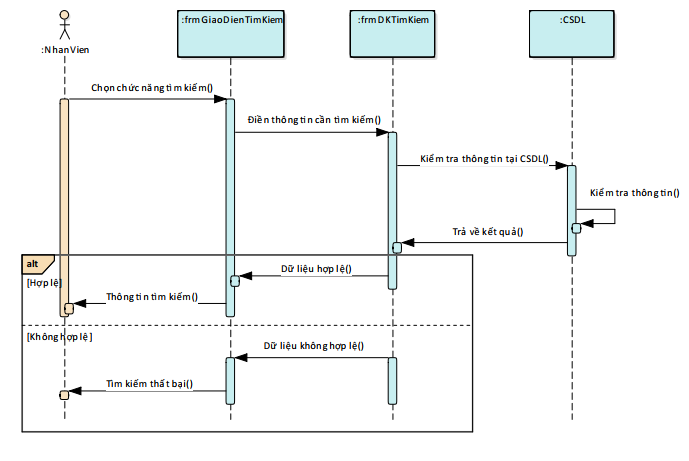 :NhanVien
:frmGiaoDienTimKiem
:frmDKTimKiem
:CSDL
Chọn chức năng tìm kiếm()
Điền thông tin cần tìm kiếm()
Kiểm tra thông tin tại CSDL()
Kiểm tra thông tin()
Trả về kết quả()
alt
[Hợp lệ]
Dữ liệu hợp lệ()
Thông tin tìm kiếm()
[Không hợp lệ]
Dữ liệu không hợp lệ()
Tìm kiếm thất bại()